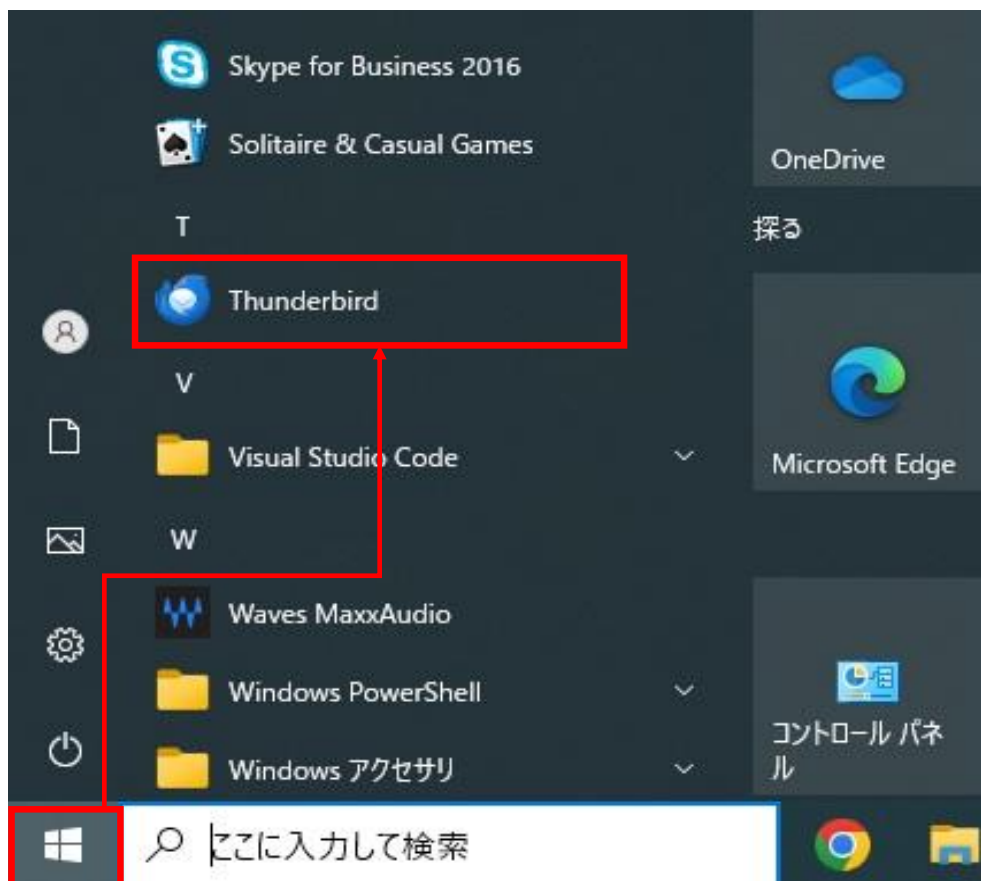 Skype for Business 2016
Solitaire & Casual Games
T
Thunderbird
V
Visual Studio Code
W
Waves MaxxAudio
Windows PowerShell
Windows アクセサリ
OneDrive
探る
Microsoft Edge
コントロール パネ
ル
ここに入力して検索